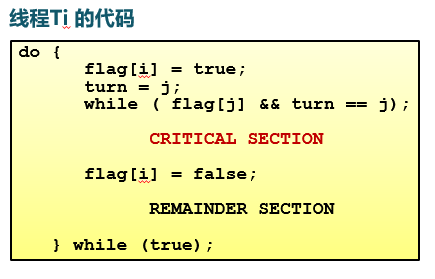 线程Ti 的代码
do {
flag[i] = true;
turn = j;
while ( flag[j] && turn == j);
CRITICAL SECTION
flag[i] = false;
REMAINDER SECTION
} while (true);